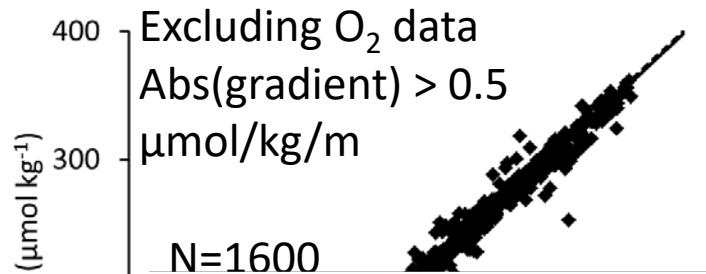 400
Excluding O₂ data
Abs(gradient) > 0.5
μmol/kg/m
300
(μmol kg⁻¹)
N=1600